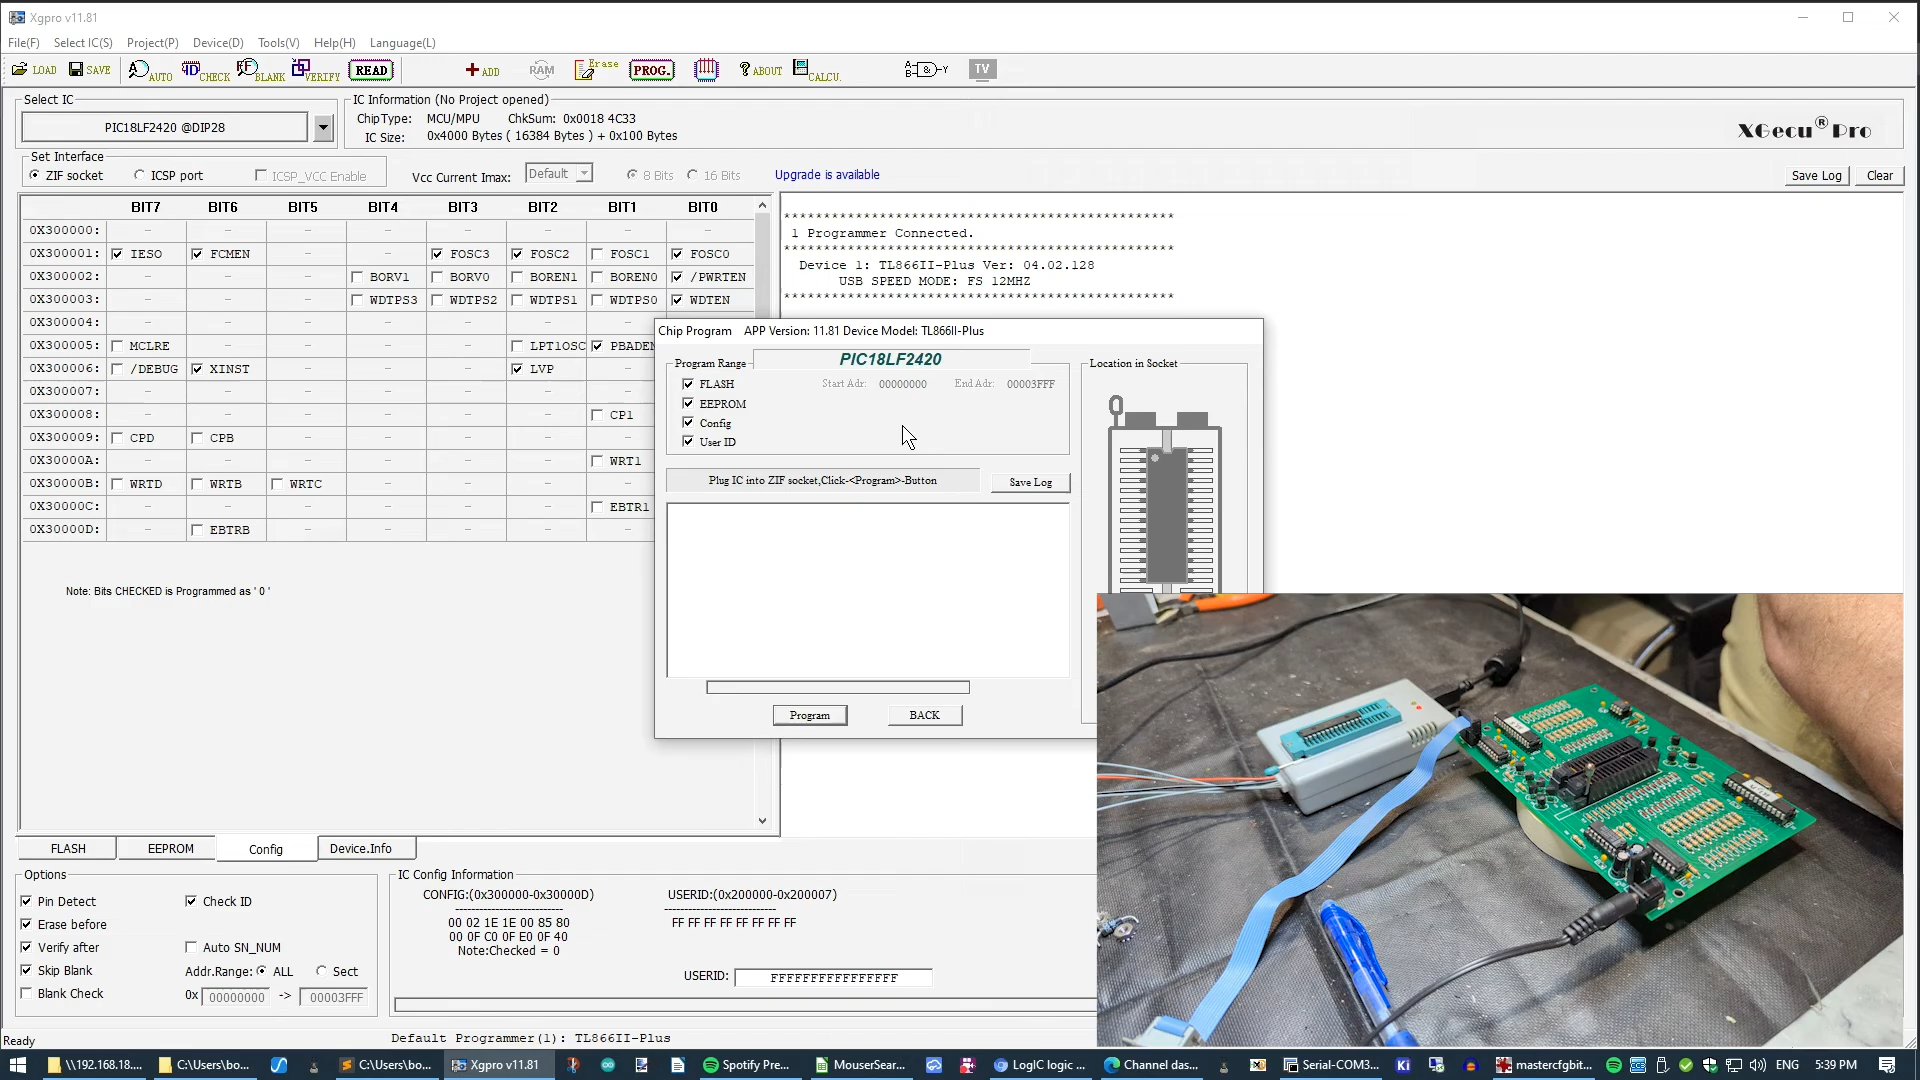 Xgpro v11.81
File(F) Select IC(S) Project(P) Device(D) Tools(V) Help(H) Language(L)
LOAD SAVE AUTO CHECK BLANK VERIFY READ ADD RAM Erase PROG. ABOUT CALCU. TV
Select IC
PIC18LF2420 @DIP28
IC Information (No Project opened)
ChipType: MCU/MPU ChkSum: 0x0018 4C33
IC Size: 0x4000 Bytes ( 16384 Bytes ) + 0x100 Bytes
XGecu® Pro
Set Interface
ZIF socket ICSP port ICSP_VCC Enable
Vcc Current Imax: Default 8 Bits 16 Bits
Upgrade is available
Save Log Clear
BIT7 BIT6 BIT5 BIT4 BIT3 BIT2 BIT1 BIT0
0X300000: – – – – – – – –
0X300001: IESO FCMEN – – FOSC3 FOSC2 FOSC1 FOSC0
0X300002: – – – BORV1 BORV0 BOREN1 BOREN0 /PWRTEN
0X300003: – – – WDTPS3 WDTPS2 WDTPS1 WDTPS0 WDTEN
0X300004: – – – – – –
0X300005: MCLRE – – – – LPT1OSC PBADEN
0X300006: /DEBUG XINST – – – LVP –
0X300007: – – – – – – –
0X300008: – – – – – – CP1
0X300009: CPD CPB – – – – –
0X30000A: – – – – – – WRT1
0X30000B: WRTD WRTB WRTC – – – –
0X30000C: – – – – – – EBTR1
0X30000D: – EBTRB – – – – –
Note: Bits CHECKED is Programmed as ' 0 '
*************************************************
1 Programmer Connected.
*************************************************
Device 1: TL866II-Plus Ver: 04.02.128
USB SPEED MODE: FS 12MHZ
*************************************************
Chip Program APP Version: 11.81 Device Model: TL866II-Plus
Program Range
PIC18LF2420
FLASH Start Adr: 00000000 End Adr: 00003FFF
EEPROM
Config
User ID
Plug IC into ZIF socket,Click-<Program>-Button
Save Log
Program BACK
Location in Socket
FLASH EEPROM Config Device.Info
Options
Pin Detect Check ID
Erase before
Verify after Auto SN_NUM
Skip Blank Addr.Range: ALL Sect
Blank Check 0x 00000000 -> 00003FFF
IC Config Information
CONFIG:(0x300000-0x30000D) USERID:(0x200000-0x200007)
00 02 1E 1E 00 85 80 FF FF FF FF FF FF FF FF
00 0F C0 0F E0 0F 40
Note:Checked = 0
USERID: FFFFFFFFFFFFFFFF
Ready Default Programmer(1): TL866II-Plus
\\192.168.18.... C:\Users\bo... C:\Users\bo... Xgpro v11.81 Spotify Pre... MouserSear... LogIC logic ... Channel das... Serial-COM3... Ki mastercfgbit... ENG 5:39 PM